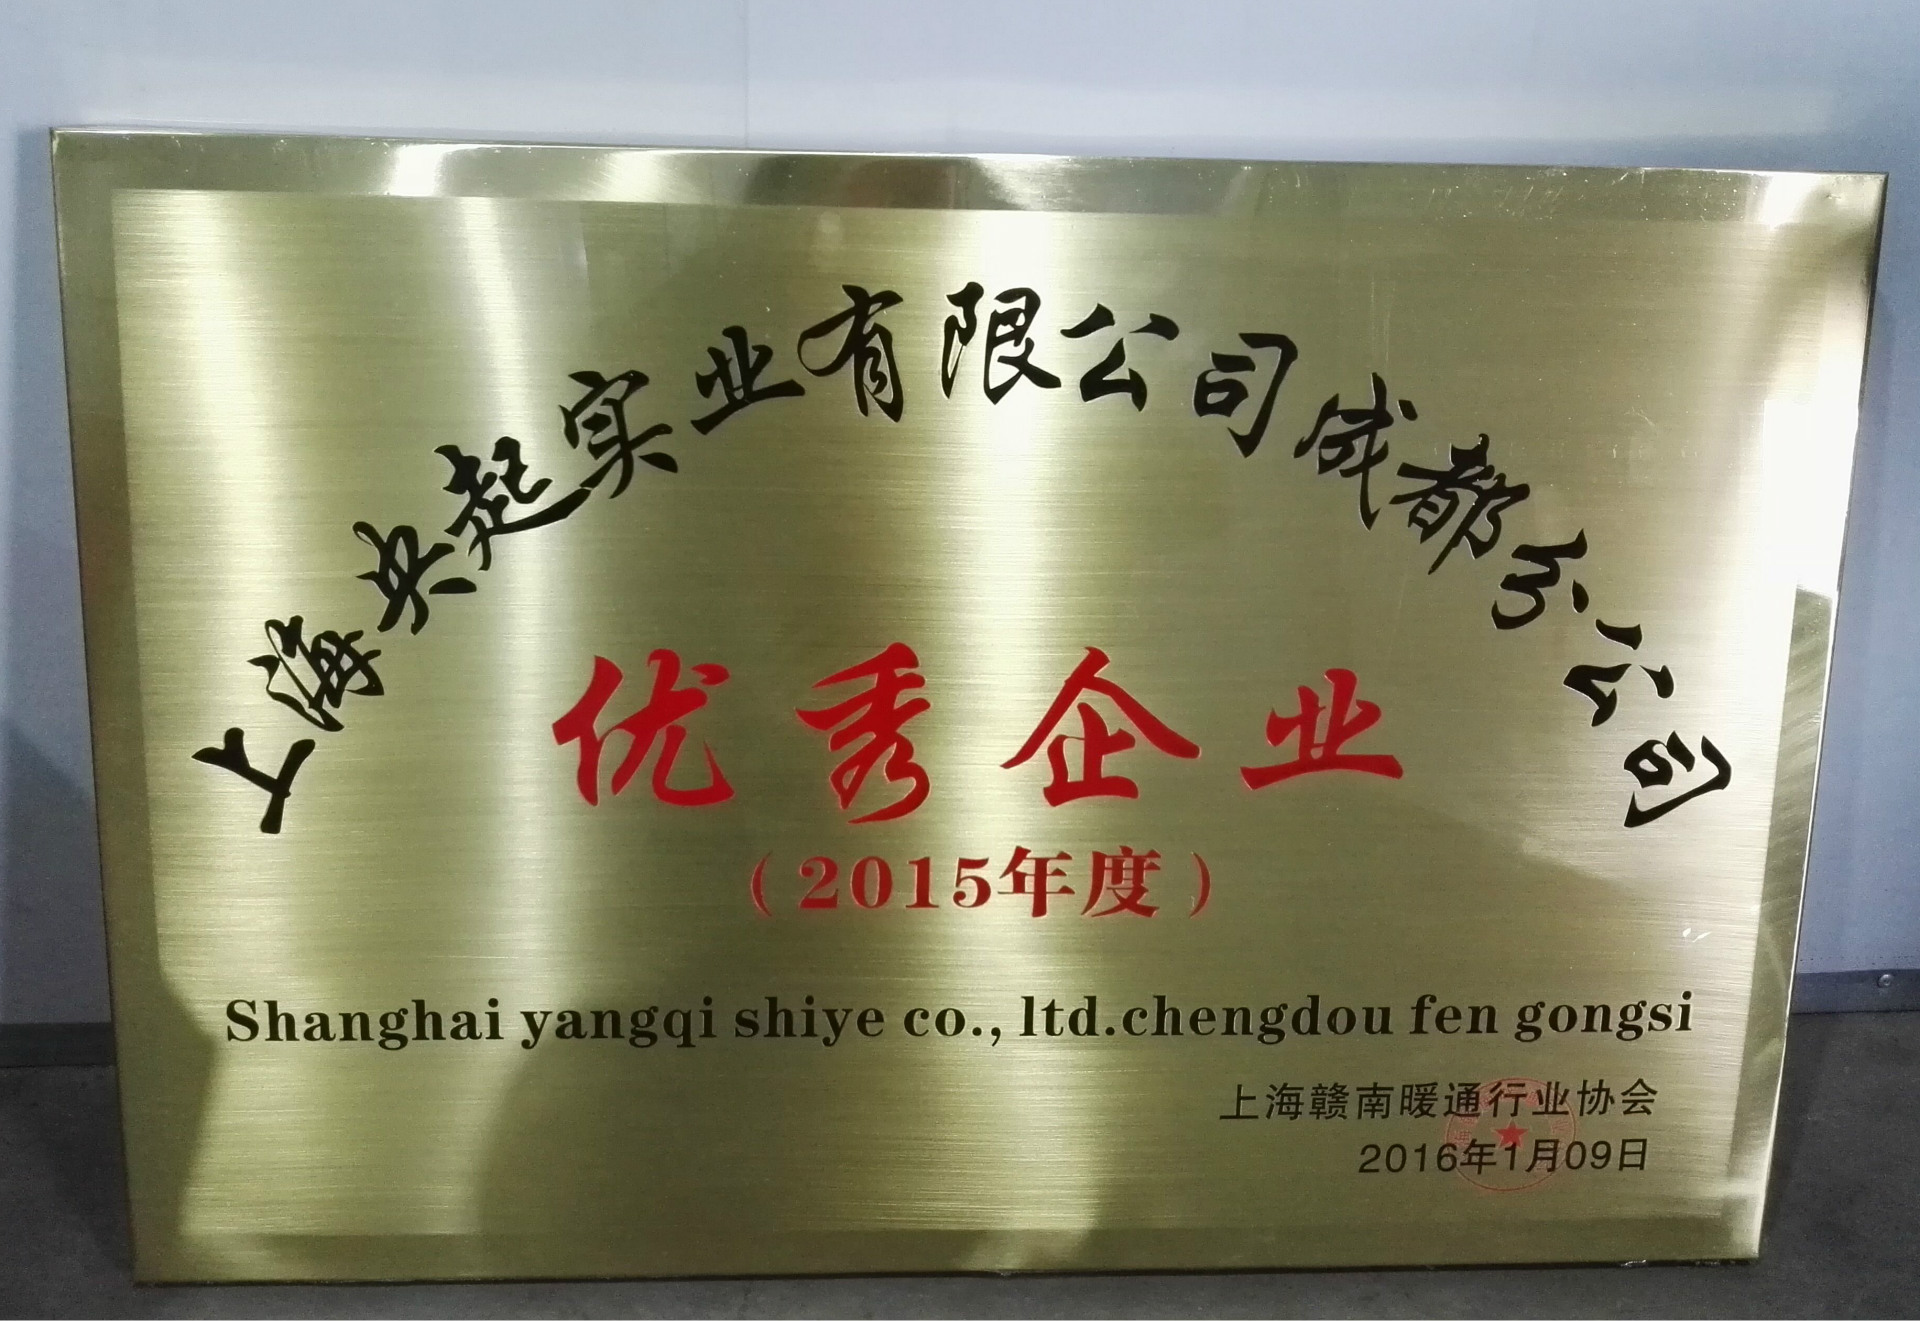 上海央起实业有限公司成都分公司
优秀企业
（2015年度）
Shanghai yangqi shiye co., ltd.chengdou fen gongsi
上海赣南暖通行业协会
2016年1月09日